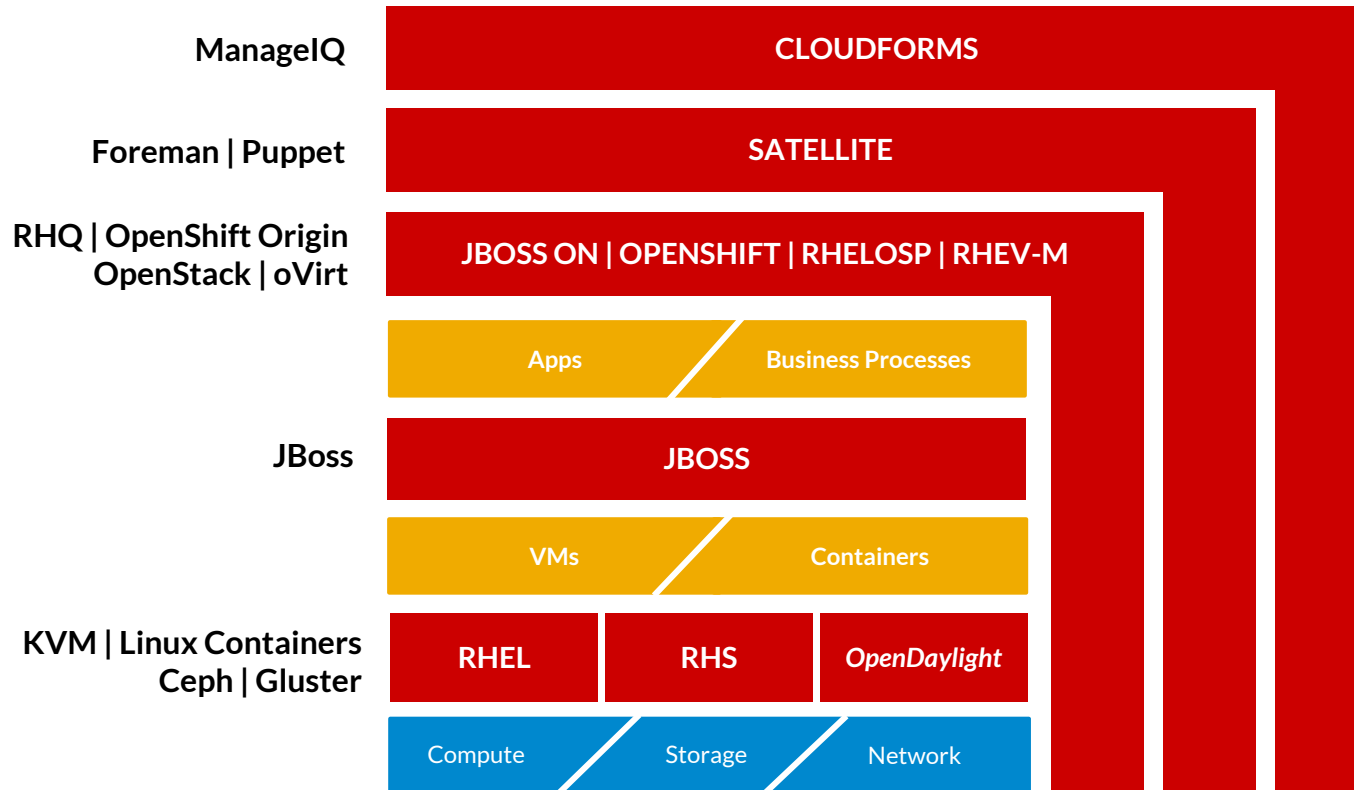 ManageIQ
CLOUDFORMS
Foreman | Puppet
SATELLITE
RHQ | OpenShift Origin
OpenStack | oVirt
JBOSS ON | OPENSHIFT | RHELOSP | RHEV-M
Apps
Business Processes
JBoss
JBOSS
VMs
Containers
KVM | Linux Containers
Ceph | Gluster
RHEL
RHS
OpenDaylight
Compute
Storage
Network